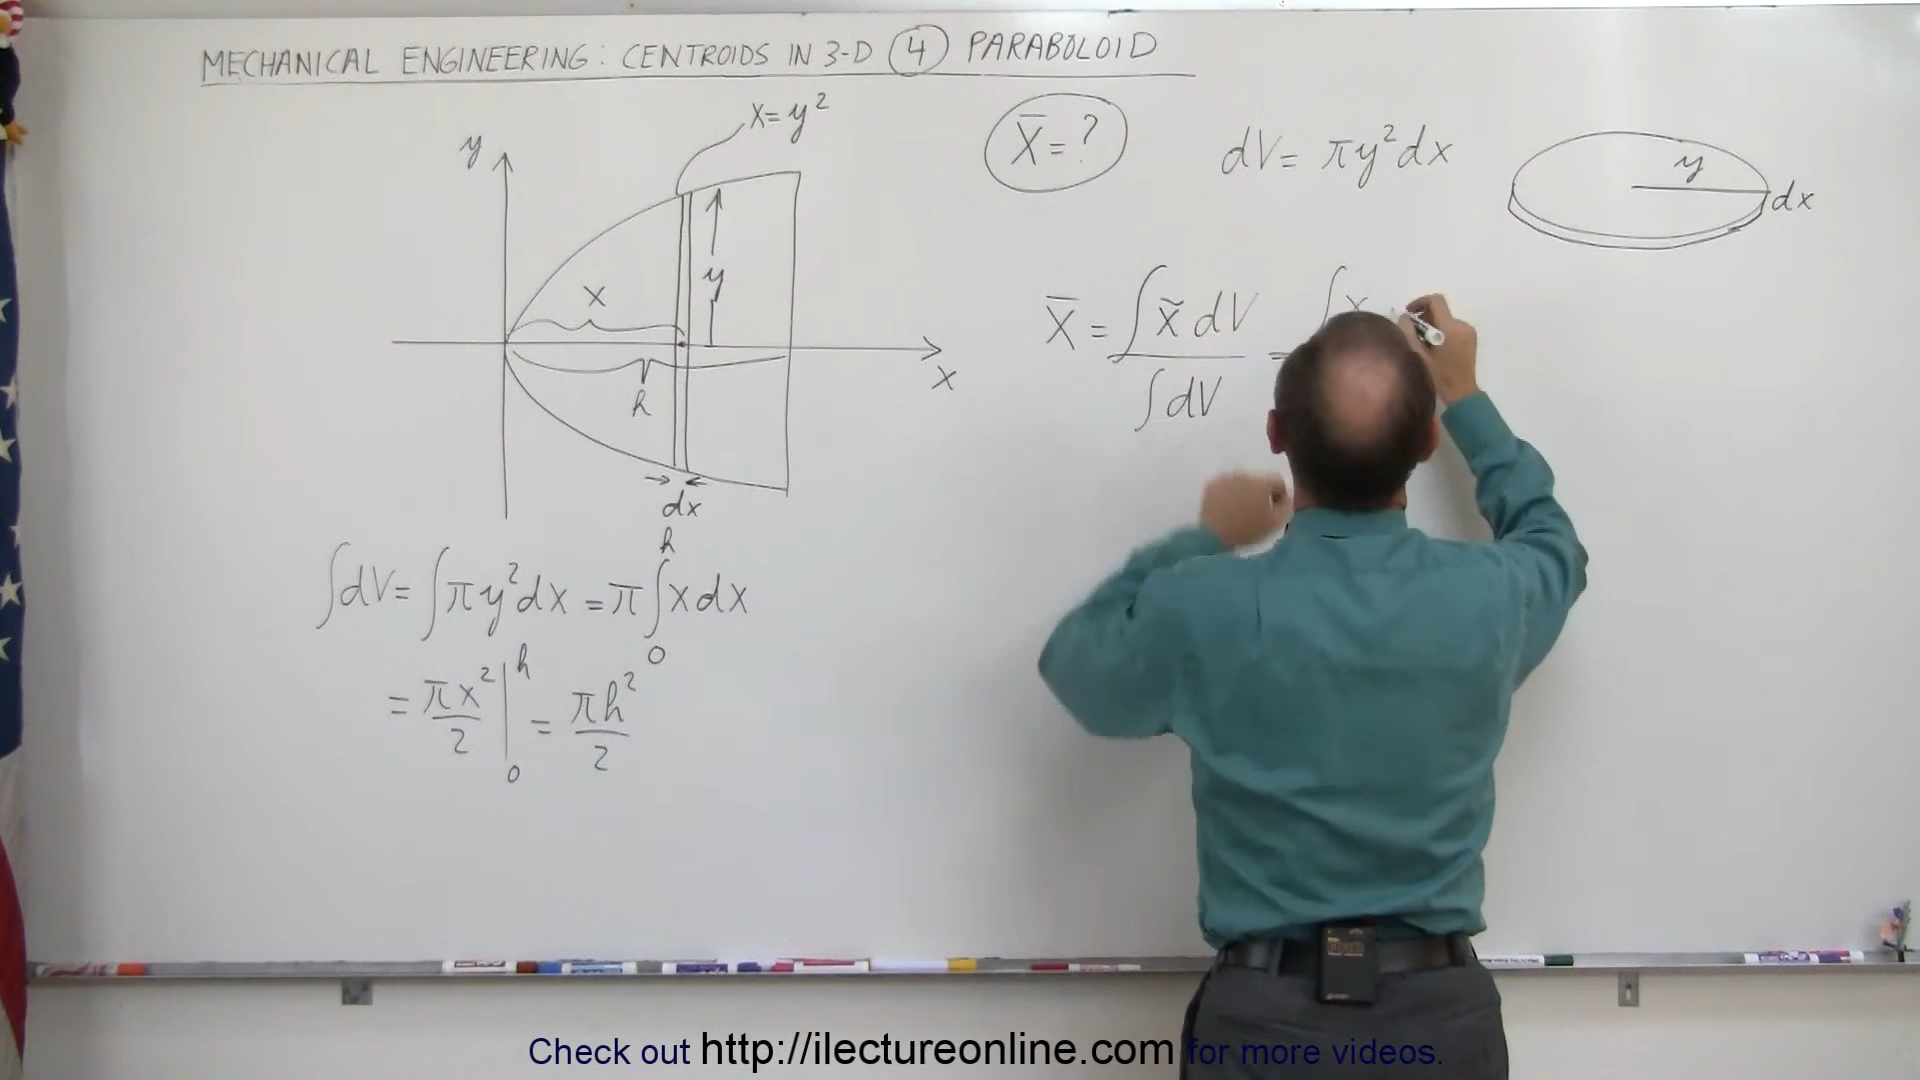 MECHANICAL ENGINEERING: CENTROIDS IN 3-D ④ PARABOLOID
x=y²
y
x
y
h
x
dx
X̄=?
dV= πy²dx
y
dx
X̄ = ∫x̃ dV / ∫dV = ∫x
∫dV= ∫πy²dx = π∫₀ʰ x dx
= πx²/2 |₀ʰ = πh²/2
Check out http://ilectureonline.com for more videos.